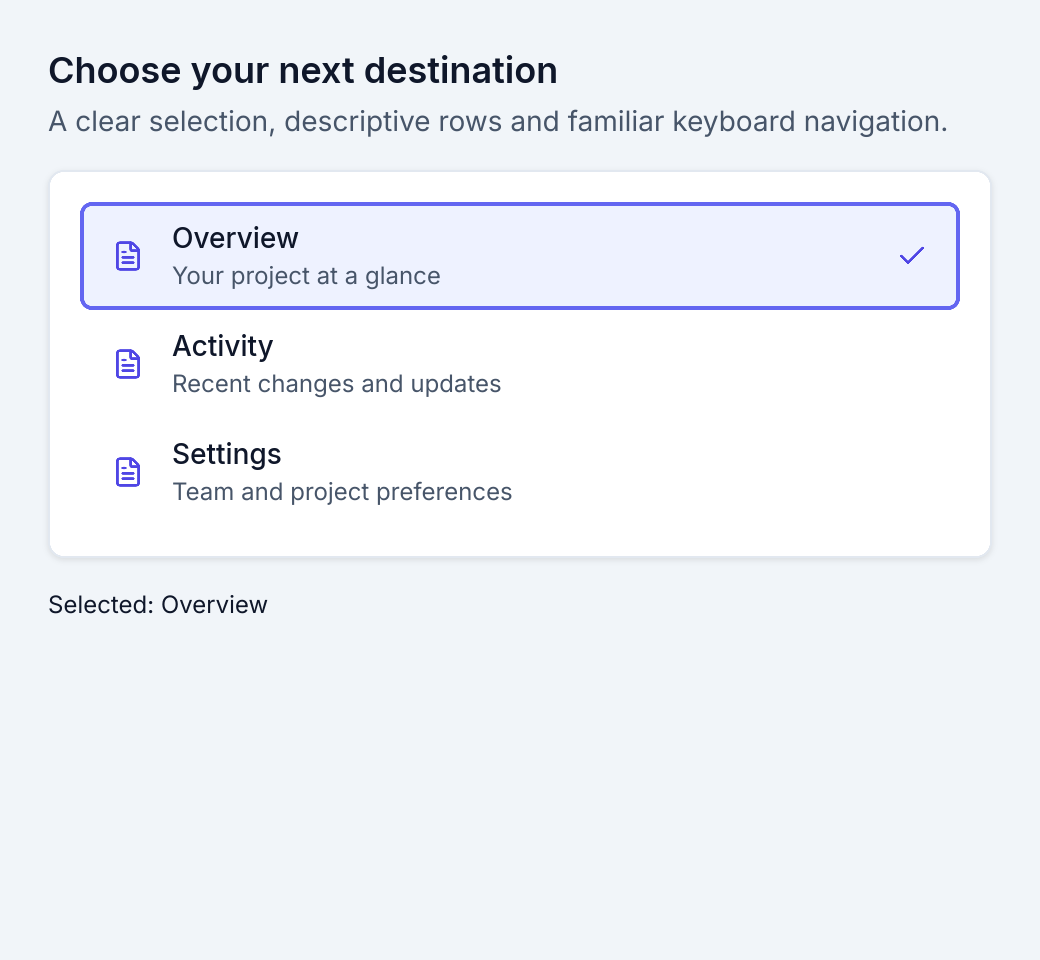 Choose your next destination
A clear selection, descriptive rows and familiar keyboard navigation.
Overview
Your project at a glance
Activity
Recent changes and updates
Settings
Team and project preferences
Selected: Overview